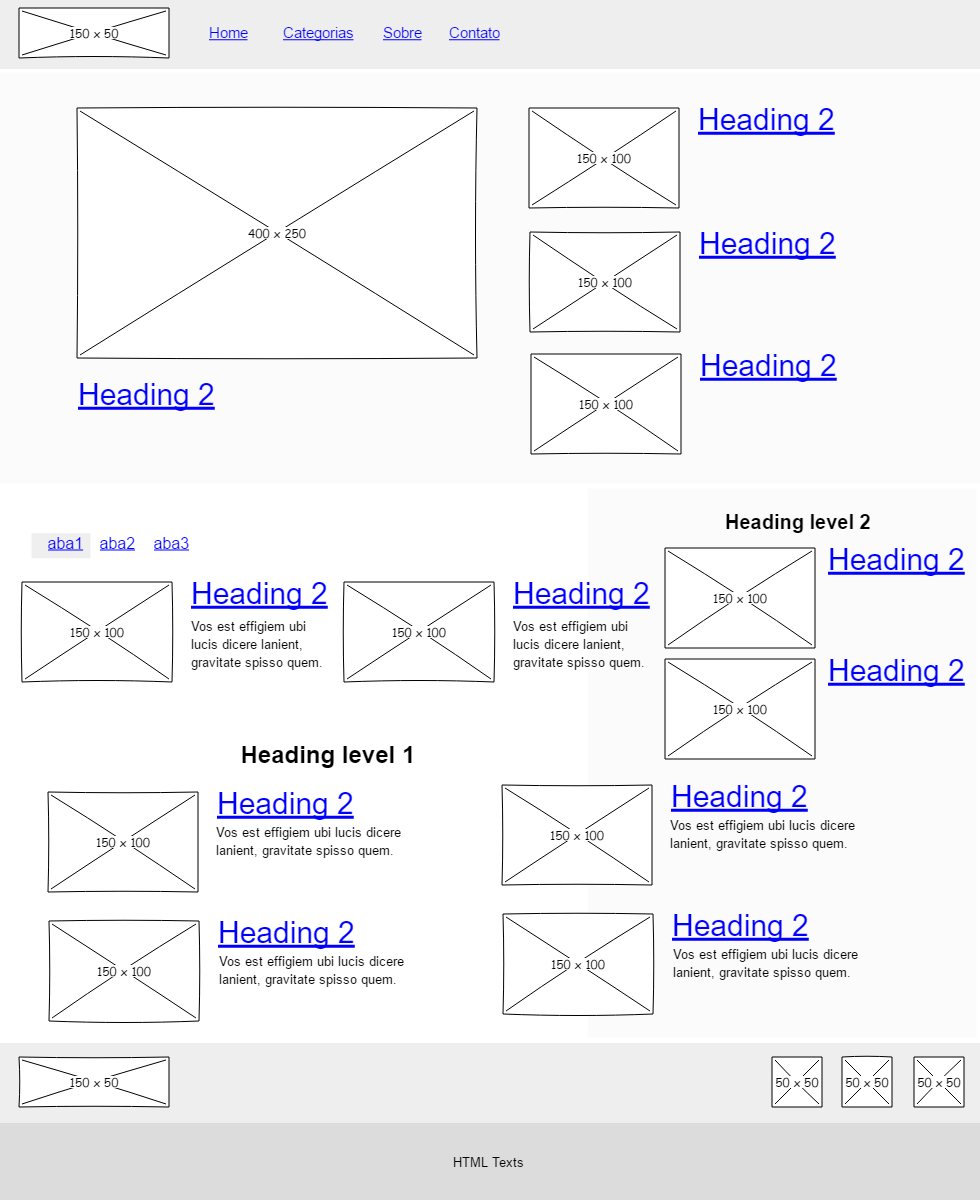 150 x 50
Home Categorias Sobre Contato
400 x 250
Heading 2
150 x 100
Heading 2
150 x 100
Heading 2
150 x 100
Heading 2
aba1 aba2 aba3
150 x 100
Heading 2
Vos est effigiem ubi
lucis dicere lanient,
gravitate spisso quem.
150 x 100
Heading 2
Vos est effigiem ubi
lucis dicere lanient,
gravitate spisso quem.
Heading level 2
150 x 100
Heading 2
150 x 100
Heading 2
Heading level 1
150 x 100
Heading 2
Vos est effigiem ubi lucis dicere
lanient, gravitate spisso quem.
150 x 100
Heading 2
Vos est effigiem ubi lucis dicere
lanient, gravitate spisso quem.
150 x 100
Heading 2
Vos est effigiem ubi lucis dicere
lanient, gravitate spisso quem.
150 x 100
Heading 2
Vos est effigiem ubi lucis dicere
lanient, gravitate spisso quem.
150 x 50
50 x 50
50 x 50
50 x 50
HTML Texts